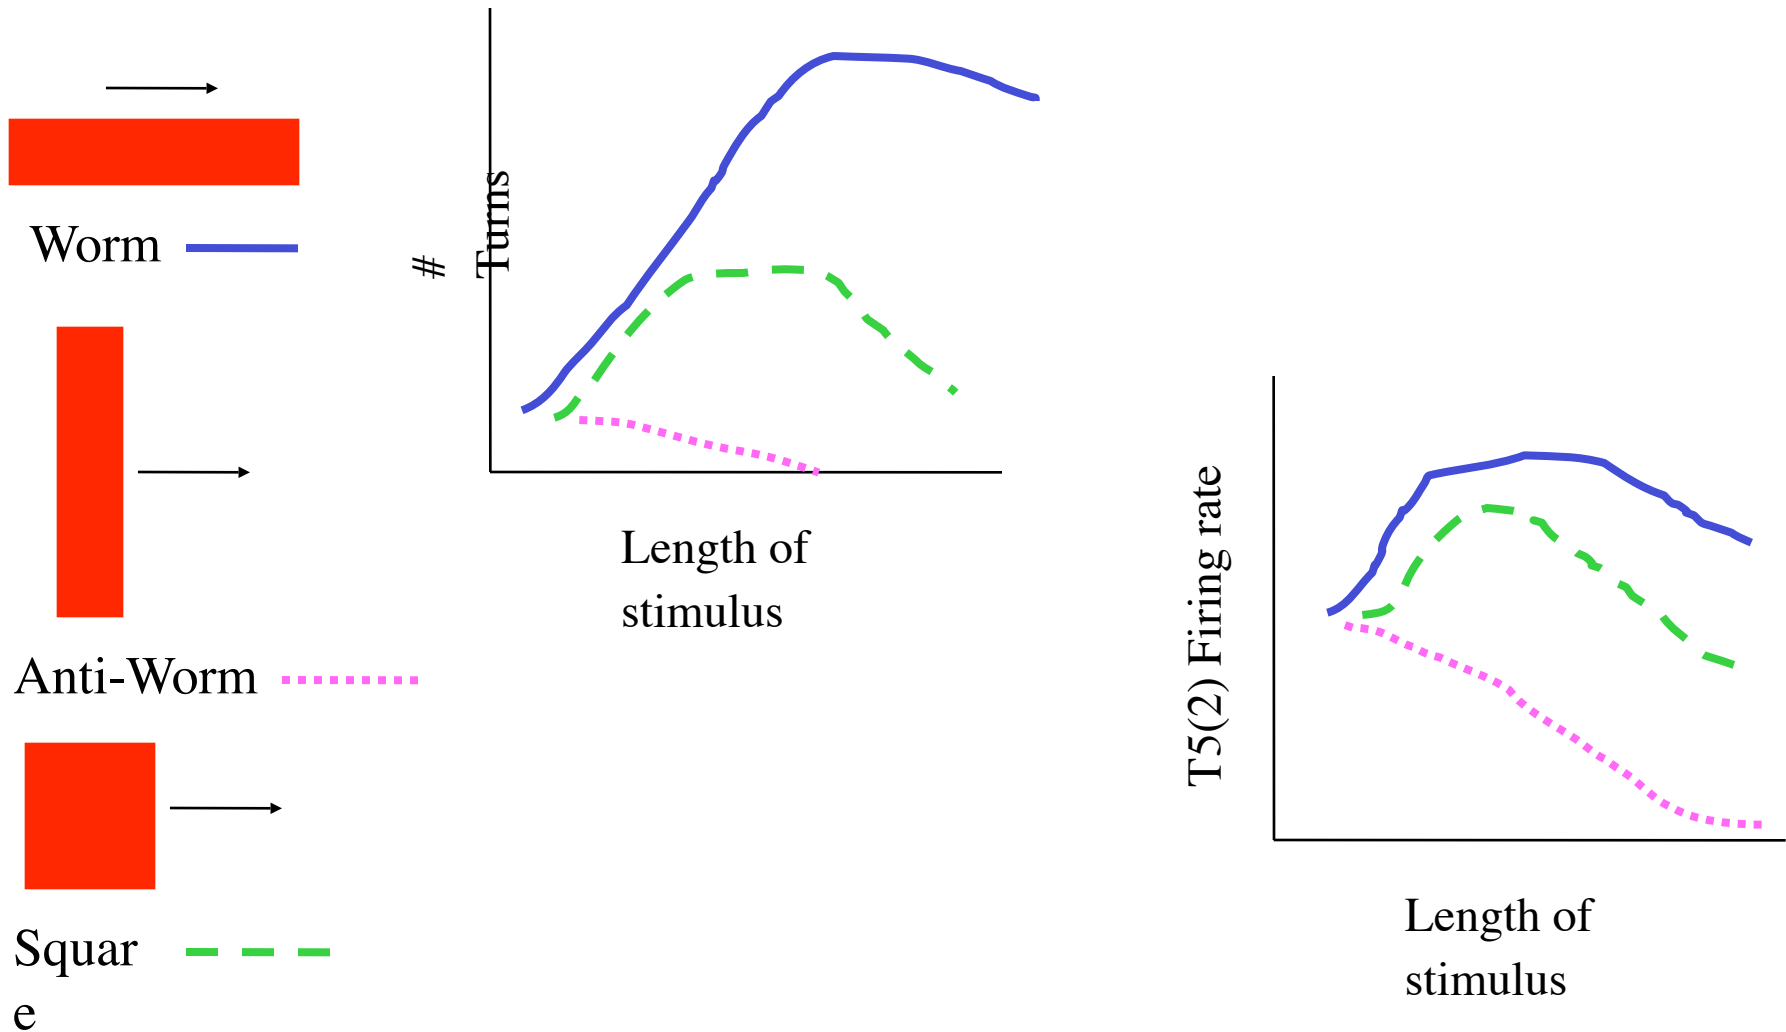 Worm
Anti-Worm
Squar
e
#
Turns
Length of
stimulus
T5(2) Firing rate
Length of
stimulus